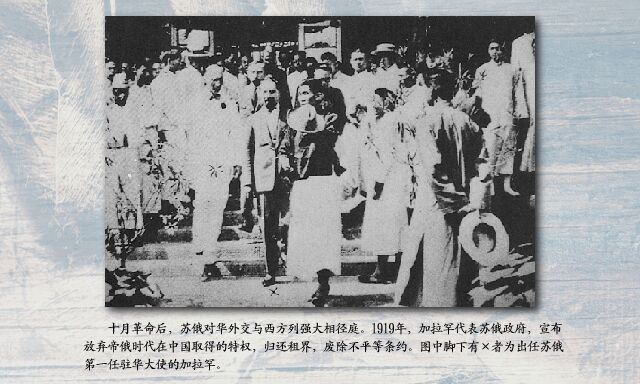 十月革命后，苏俄对华外交与西方列强大相径庭。1919年，加拉罕代表苏俄政府，宣布
放弃帝俄时代在中国取得的特权，归还租界，废除不平等条约。图中脚下有×者为出任苏俄
第一任驻华大使的加拉罕。